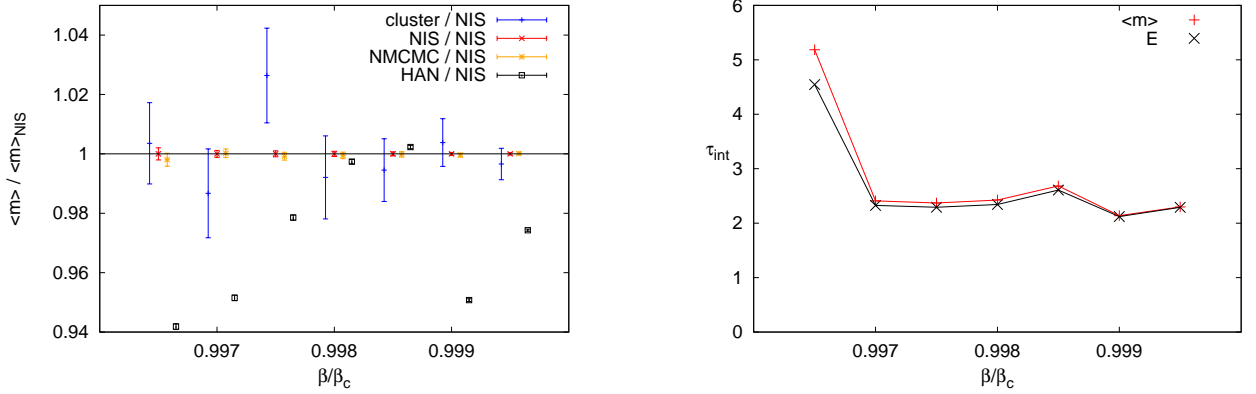 cluster / NIS
NIS / NIS
NMCMC / NIS
HAN / NIS
1.04
1.02
1
0.98
0.96
0.94
<m> / <m>NIS
0.997
0.998
0.999
β/βc
<m>
E
6
5
4
3
2
1
0
τint
0.997
0.998
0.999
β/βc